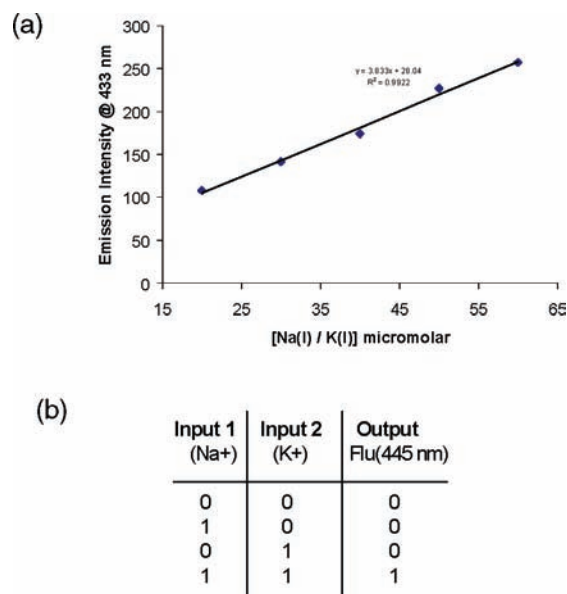 (a)
300
250
200
150
100
50
0
Emission Intensity @ 433 nm
y = 3.833x + 28.04
R² = 0.9922
15 25 35 45 55 65
[Na(I) / K(I)] micromolar
(b)
Input 1 Input 2 Output
(Na+) (K+) Flu(445 nm)
0 0 0
1 0 0
0 1 0
1 1 1